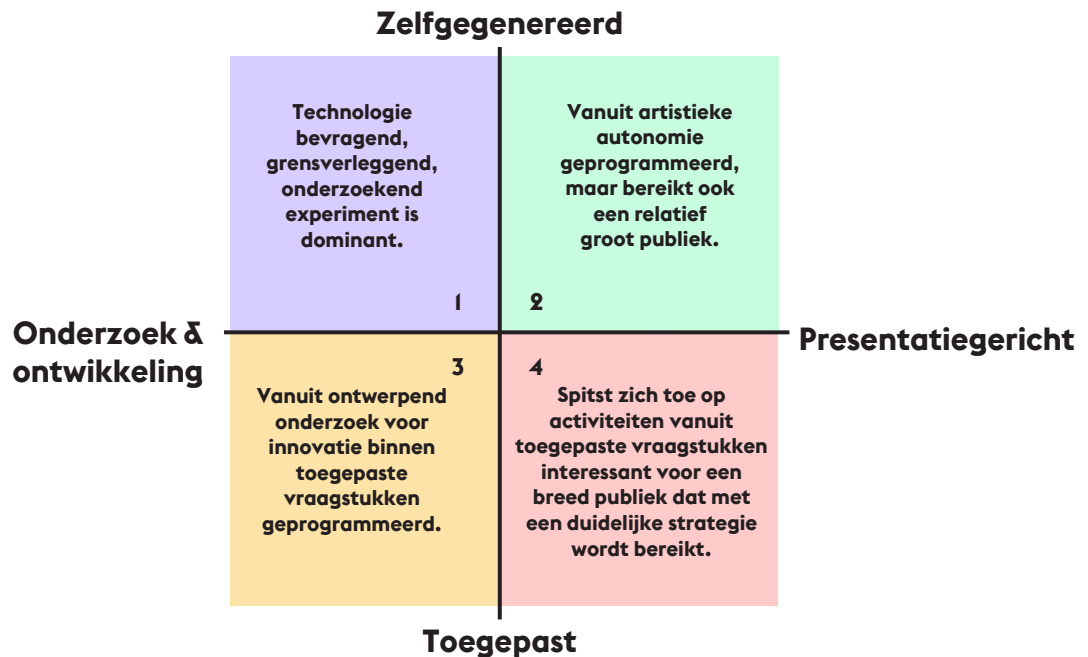 Zelfgegenereerd
Technologie
bevragend,
grensverleggend,
onderzoekend
experiment is
dominant.
1
Vanuit artistieke
autonomie
geprogrammeerd,
maar bereikt ook
een relatief
groot publiek.
2
Onderzoek &
ontwikkeling
Presentatiegericht
3
Vanuit ontwerpend
onderzoek voor
innovatie binnen
toegepaste
vraagstukken
geprogrammeerd.
4
Spitst zich toe op
activiteiten vanuit
toegepaste vraagstukken
interessant voor een
breed publiek dat met
een duidelijke strategie
wordt bereikt.
Toegepast